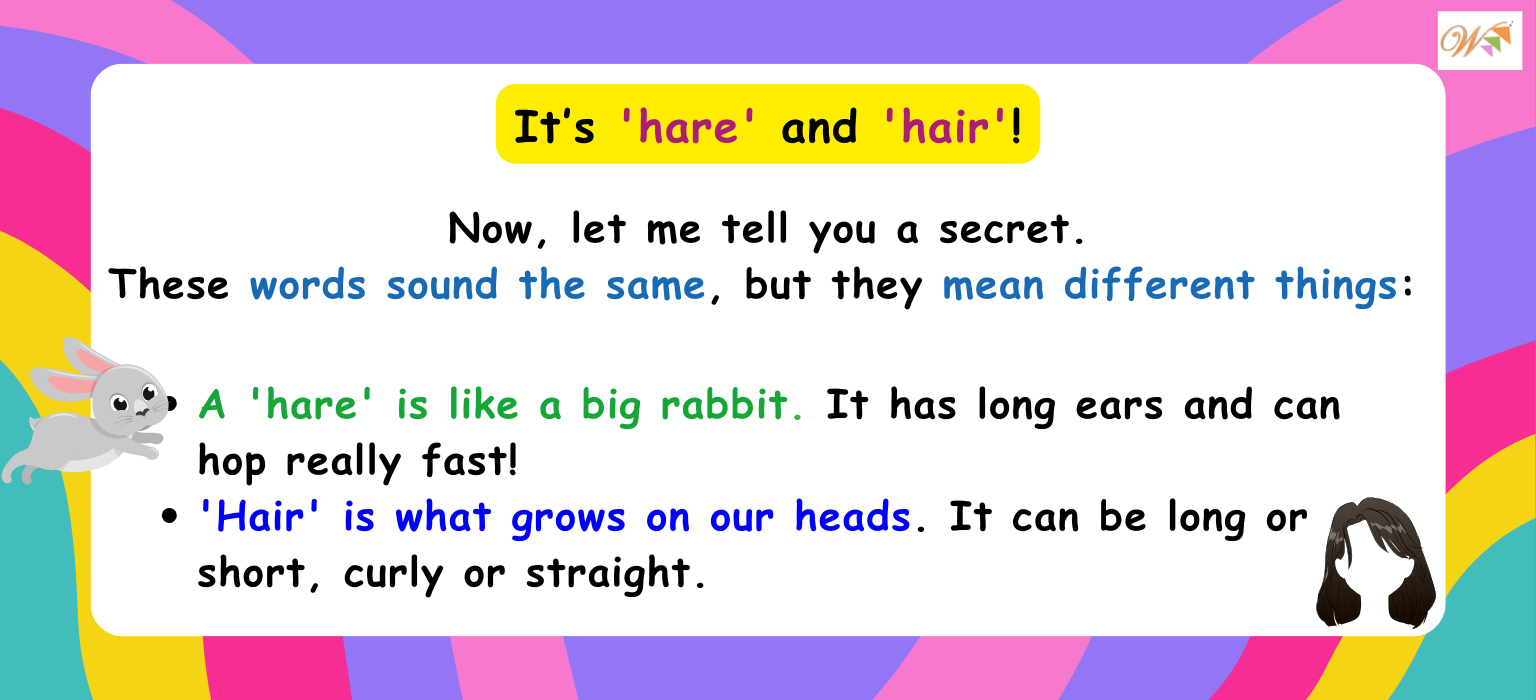 It’s 'hare' and 'hair'!
Now, let me tell you a secret.
These words sound the same, but they mean different things:
• A 'hare' is like a big rabbit. It has long ears and can
hop really fast!
• 'Hair' is what grows on our heads. It can be long or
short, curly or straight.
W